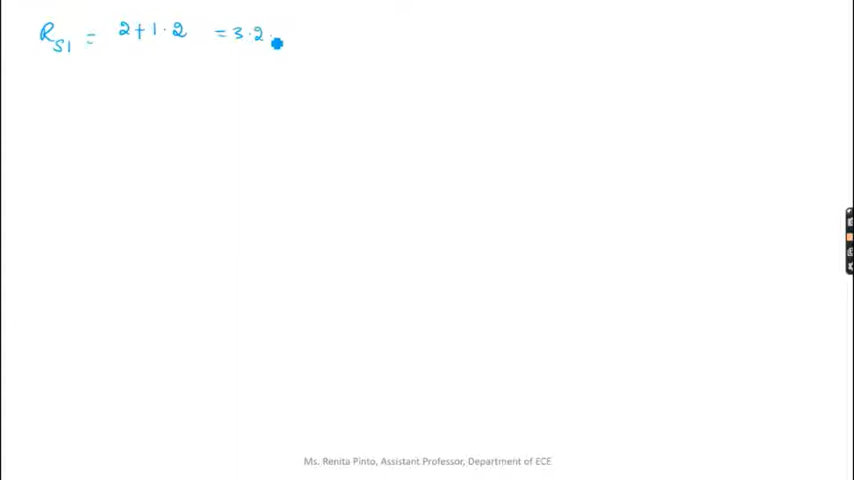 R_S1 = 2+1.2 = 3.2
Ms. Renita Pinto, Assistant Professor, Department of ECE